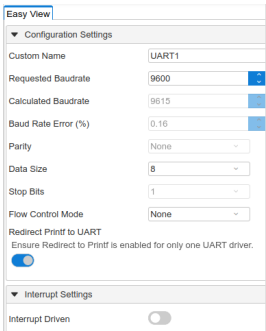 Easy View
Configuration Settings
Custom Name UART1
Requested Baudrate 9600
Calculated Baudrate 9615
Baud Rate Error (%) 0.16
Parity None
Data Size 8
Stop Bits 1
Flow Control Mode None
Redirect Printf to UART
Ensure Redirect to Printf is enabled for only one UART driver.
Interrupt Settings
Interrupt Driven